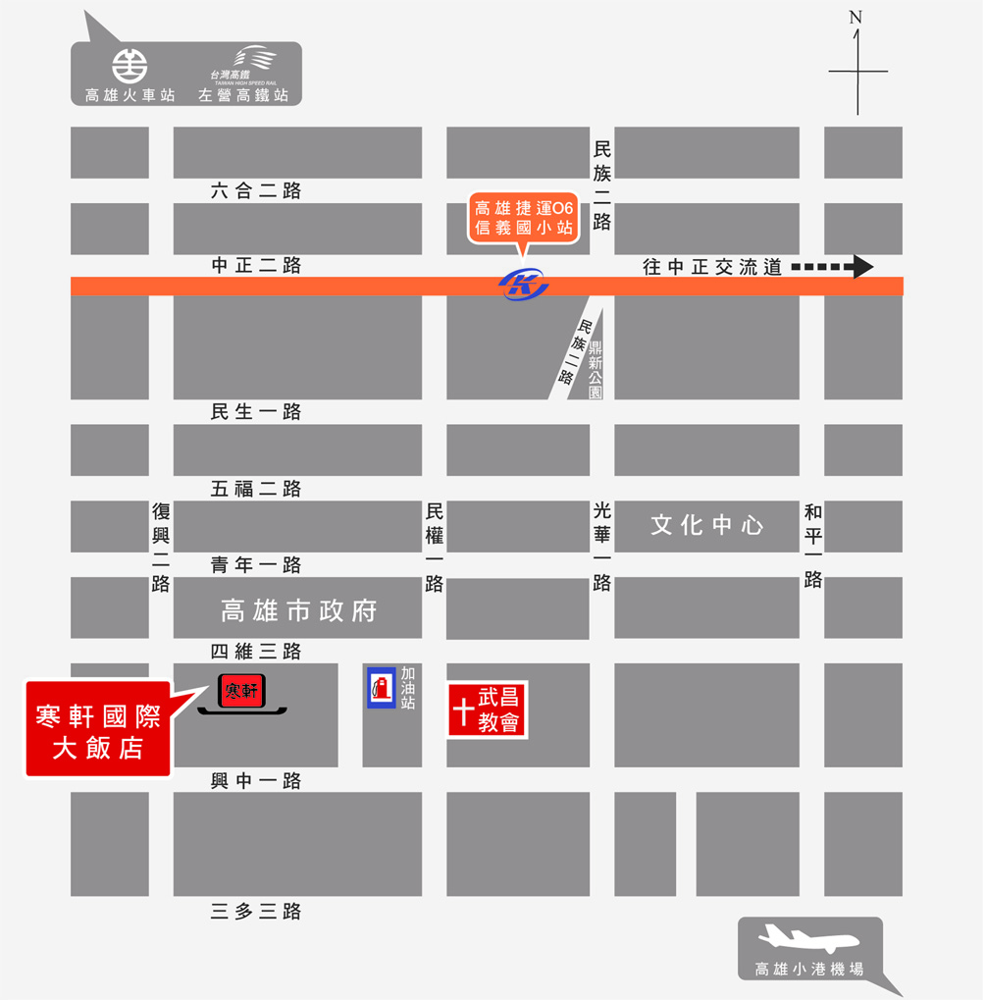 N
台灣高鐵
TAIWAN HIGH SPEED RAIL
高雄火車站
左營高鐵站
民族二路
六合二路
高雄捷運O6
信義國小站
中正二路
往中正交流道
民族二路
鼎新公園
民生一路
五福二路
復興二路
民權一路
光華一路
文化中心
和平一路
青年一路
高雄市政府
四維三路
寒軒
加油站
寒軒國際
大飯店
武昌
教會
興中一路
三多三路
高雄小港機場